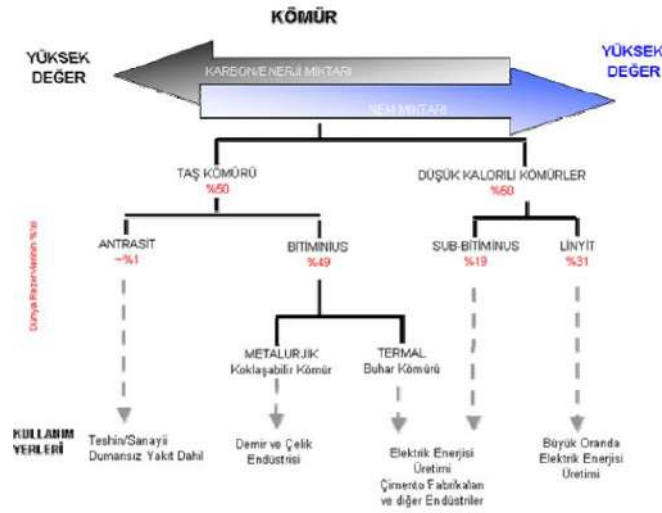 KÖMÜR
YÜKSEK
DEĞER
YÜKSEK
DEĞER
KARBON/ENERJİ MİKTARI
NEM MİKTARI
TAŞ KÖMÜRÜ
%50
DÜŞÜK KALORİLİ KÖMÜRLER
%50
Dünya Rezervlerinin %'si
ANTRASİT
~%1
BİTİMİNİUS
%49
SUB-BİTİMİNUS
%19
LİNYİT
%31
METALURJİK
Koklaşabilir Kömür
TERMAL
Buhar Kömürü
KULLANIM
YERLERİ
Teshin/Sanayii
Dumansız Yakıt Dahil
Demir ve Çelik
Endüstrisi
Elektrik Enerjisi
Üretimi
Çimento Fabrikaları
ve diğer Endüstriler
Büyük Oranda
Elektrik Enerjisi
Üretimi